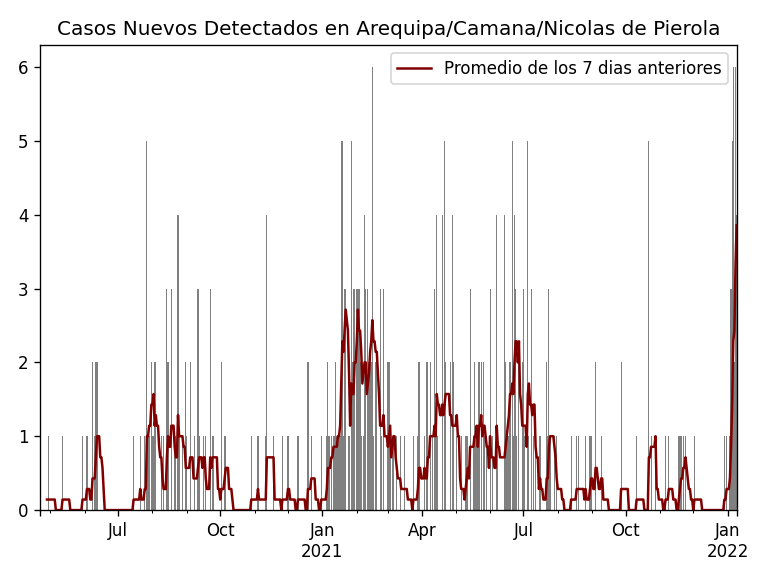 Casos Nuevos Detectados en Arequipa/Camana/Nicolas de Pierola
Promedio de los 7 dias anteriores
6
5
4
3
2
1
0
Jul
Oct
Jan
2021
Apr
Jul
Oct
Jan
2022